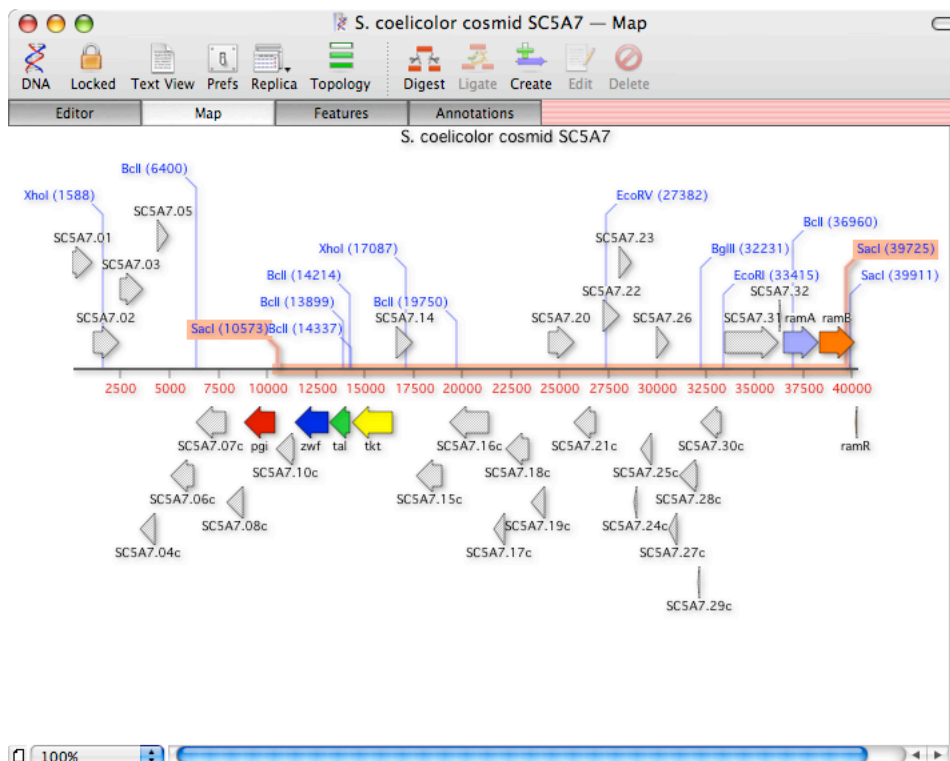 S. coelicolor cosmid SC5A7 — Map
DNA Locked Text View Prefs Replica Topology Digest Ligate Create Edit Delete
Editor Map Features Annotations
S. coelicolor cosmid SC5A7
BclI (6400)
XhoI (1588) EcoRV (27382)
SC5A7.05
BclI (36960)
SC5A7.01 SC5A7.23
XhoI (17087) BglII (32231) SacI (39725)
SC5A7.03
BclI (14214) EcoRI (33415) SacI (39911)
SC5A7.32
SC5A7.22
BclI (13899) BclI (19750)
SC5A7.02 SC5A7.14 SC5A7.20 SC5A7.26 SC5A7.31 ramA ramB
SacI (10573) BclI (14337)
2500 5000 7500 10000 12500 15000 17500 20000 22500 25000 27500 30000 32500 35000 37500 40000
SC5A7.07c pgi zwf tal tkt SC5A7.16c SC5A7.21c SC5A7.30c ramR
SC5A7.10c SC5A7.18c SC5A7.25c
SC5A7.06c SC5A7.15c SC5A7.28c
SC5A7.08c SC5A7.19c SC5A7.24c
SC5A7.04c SC5A7.17c SC5A7.27c
SC5A7.29c
100%